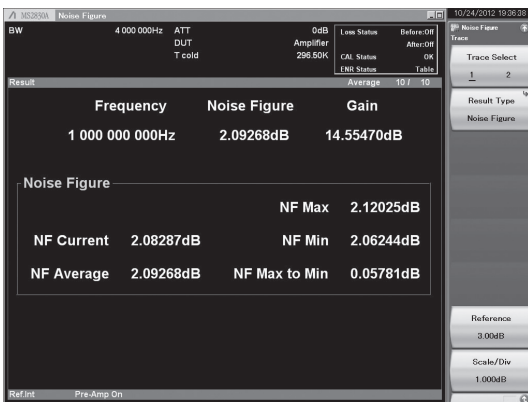 MS2830A Noise Figure
10/24/2012 19:06:38
BW 4 000 000Hz ATT 0dB
DUT Amplifier
T cold 296.50K
Loss Status Before:Off
After:Off
CAL Status OK
ENR Status Table
Result Average 10 / 10
Frequency Noise Figure Gain
1 000 000 000Hz 2.09268dB 14.55470dB
Noise Figure
NF Max 2.12025dB
NF Current 2.08287dB NF Min 2.06244dB
NF Average 2.09268dB NF Max to Min 0.05781dB
Ref.Int Pre-Amp On
Noise Figure
Trace
Trace Select
1 2
Result Type
Noise Figure
Reference
3.00dB
Scale/Div
1.000dB